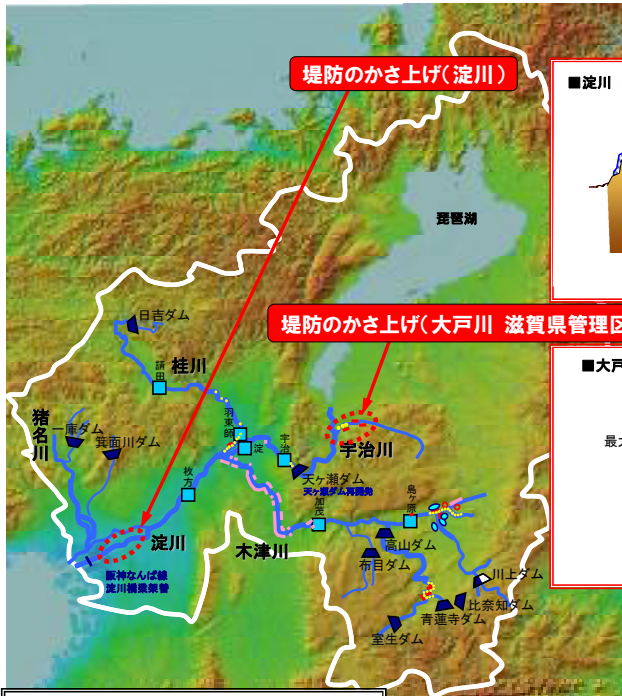 堤防のかさ上げ(淀川)
■淀川
琵琶湖
日吉ダム
堤防のかさ上げ(大戸川 滋賀県管理区
■大戸
請田
桂川
猪名川
一庫ダム
箕面川ダム
羽束師
淀
宇治
宇治川
最大
天ヶ瀬ダム
天ヶ瀬ダム再開発
枚方
加茂
島ヶ原
淀川
木津川
高山ダム
布目ダム
阪神なんば線
淀川橋梁架替
川上ダム
比奈知ダム
青蓮寺ダム
室生ダム